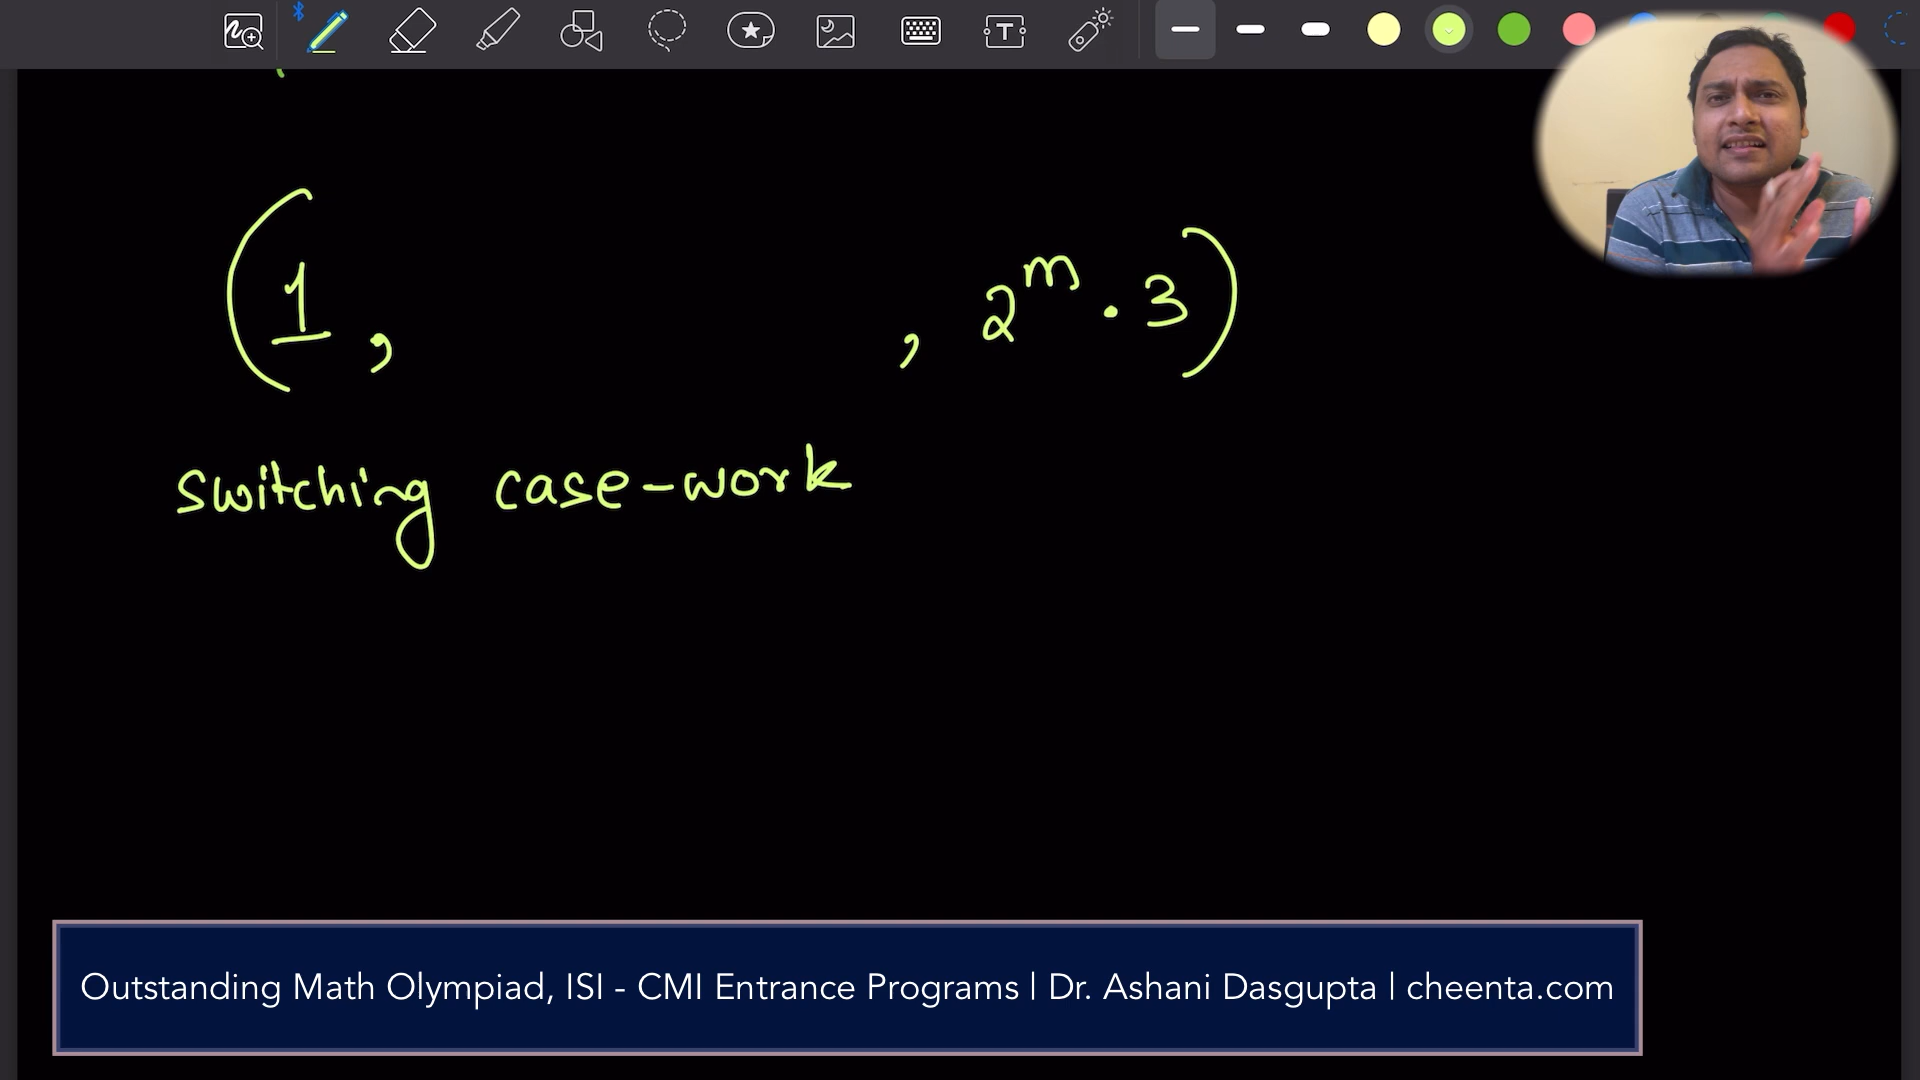 (1, , 2^m · 3)
switching case-work
Outstanding Math Olympiad, ISI - CMI Entrance Programs | Dr. Ashani Dasgupta | cheenta.com